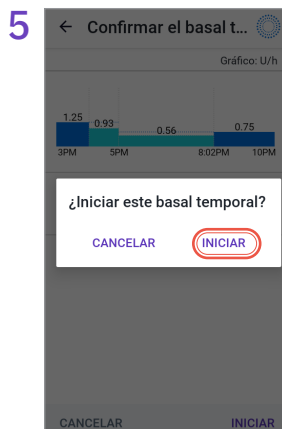 5
Confirmar el basal t...
Gráfico: U/h
1.25 0.93 0.56 0.75
3PM 5PM 8:02PM 10PM
¿Iniciar este basal temporal?
CANCELAR INICIAR
CANCELAR INICIAR